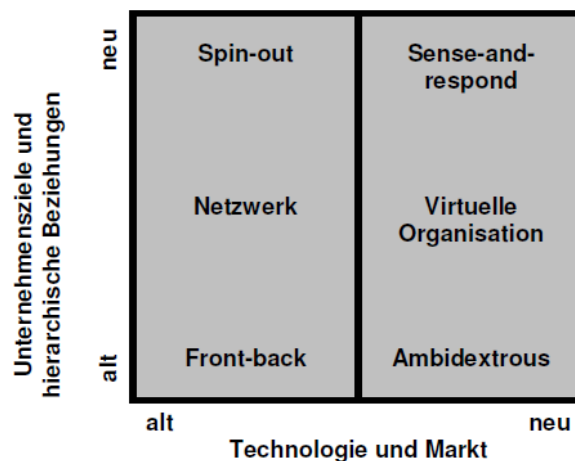 Unternehmensziele und
hierarchische Beziehungen
neu
alt
Spin-out
Sense-and-
respond
Netzwerk
Virtuelle
Organisation
Front-back
Ambidextrous
alt
neu
Technologie und Markt